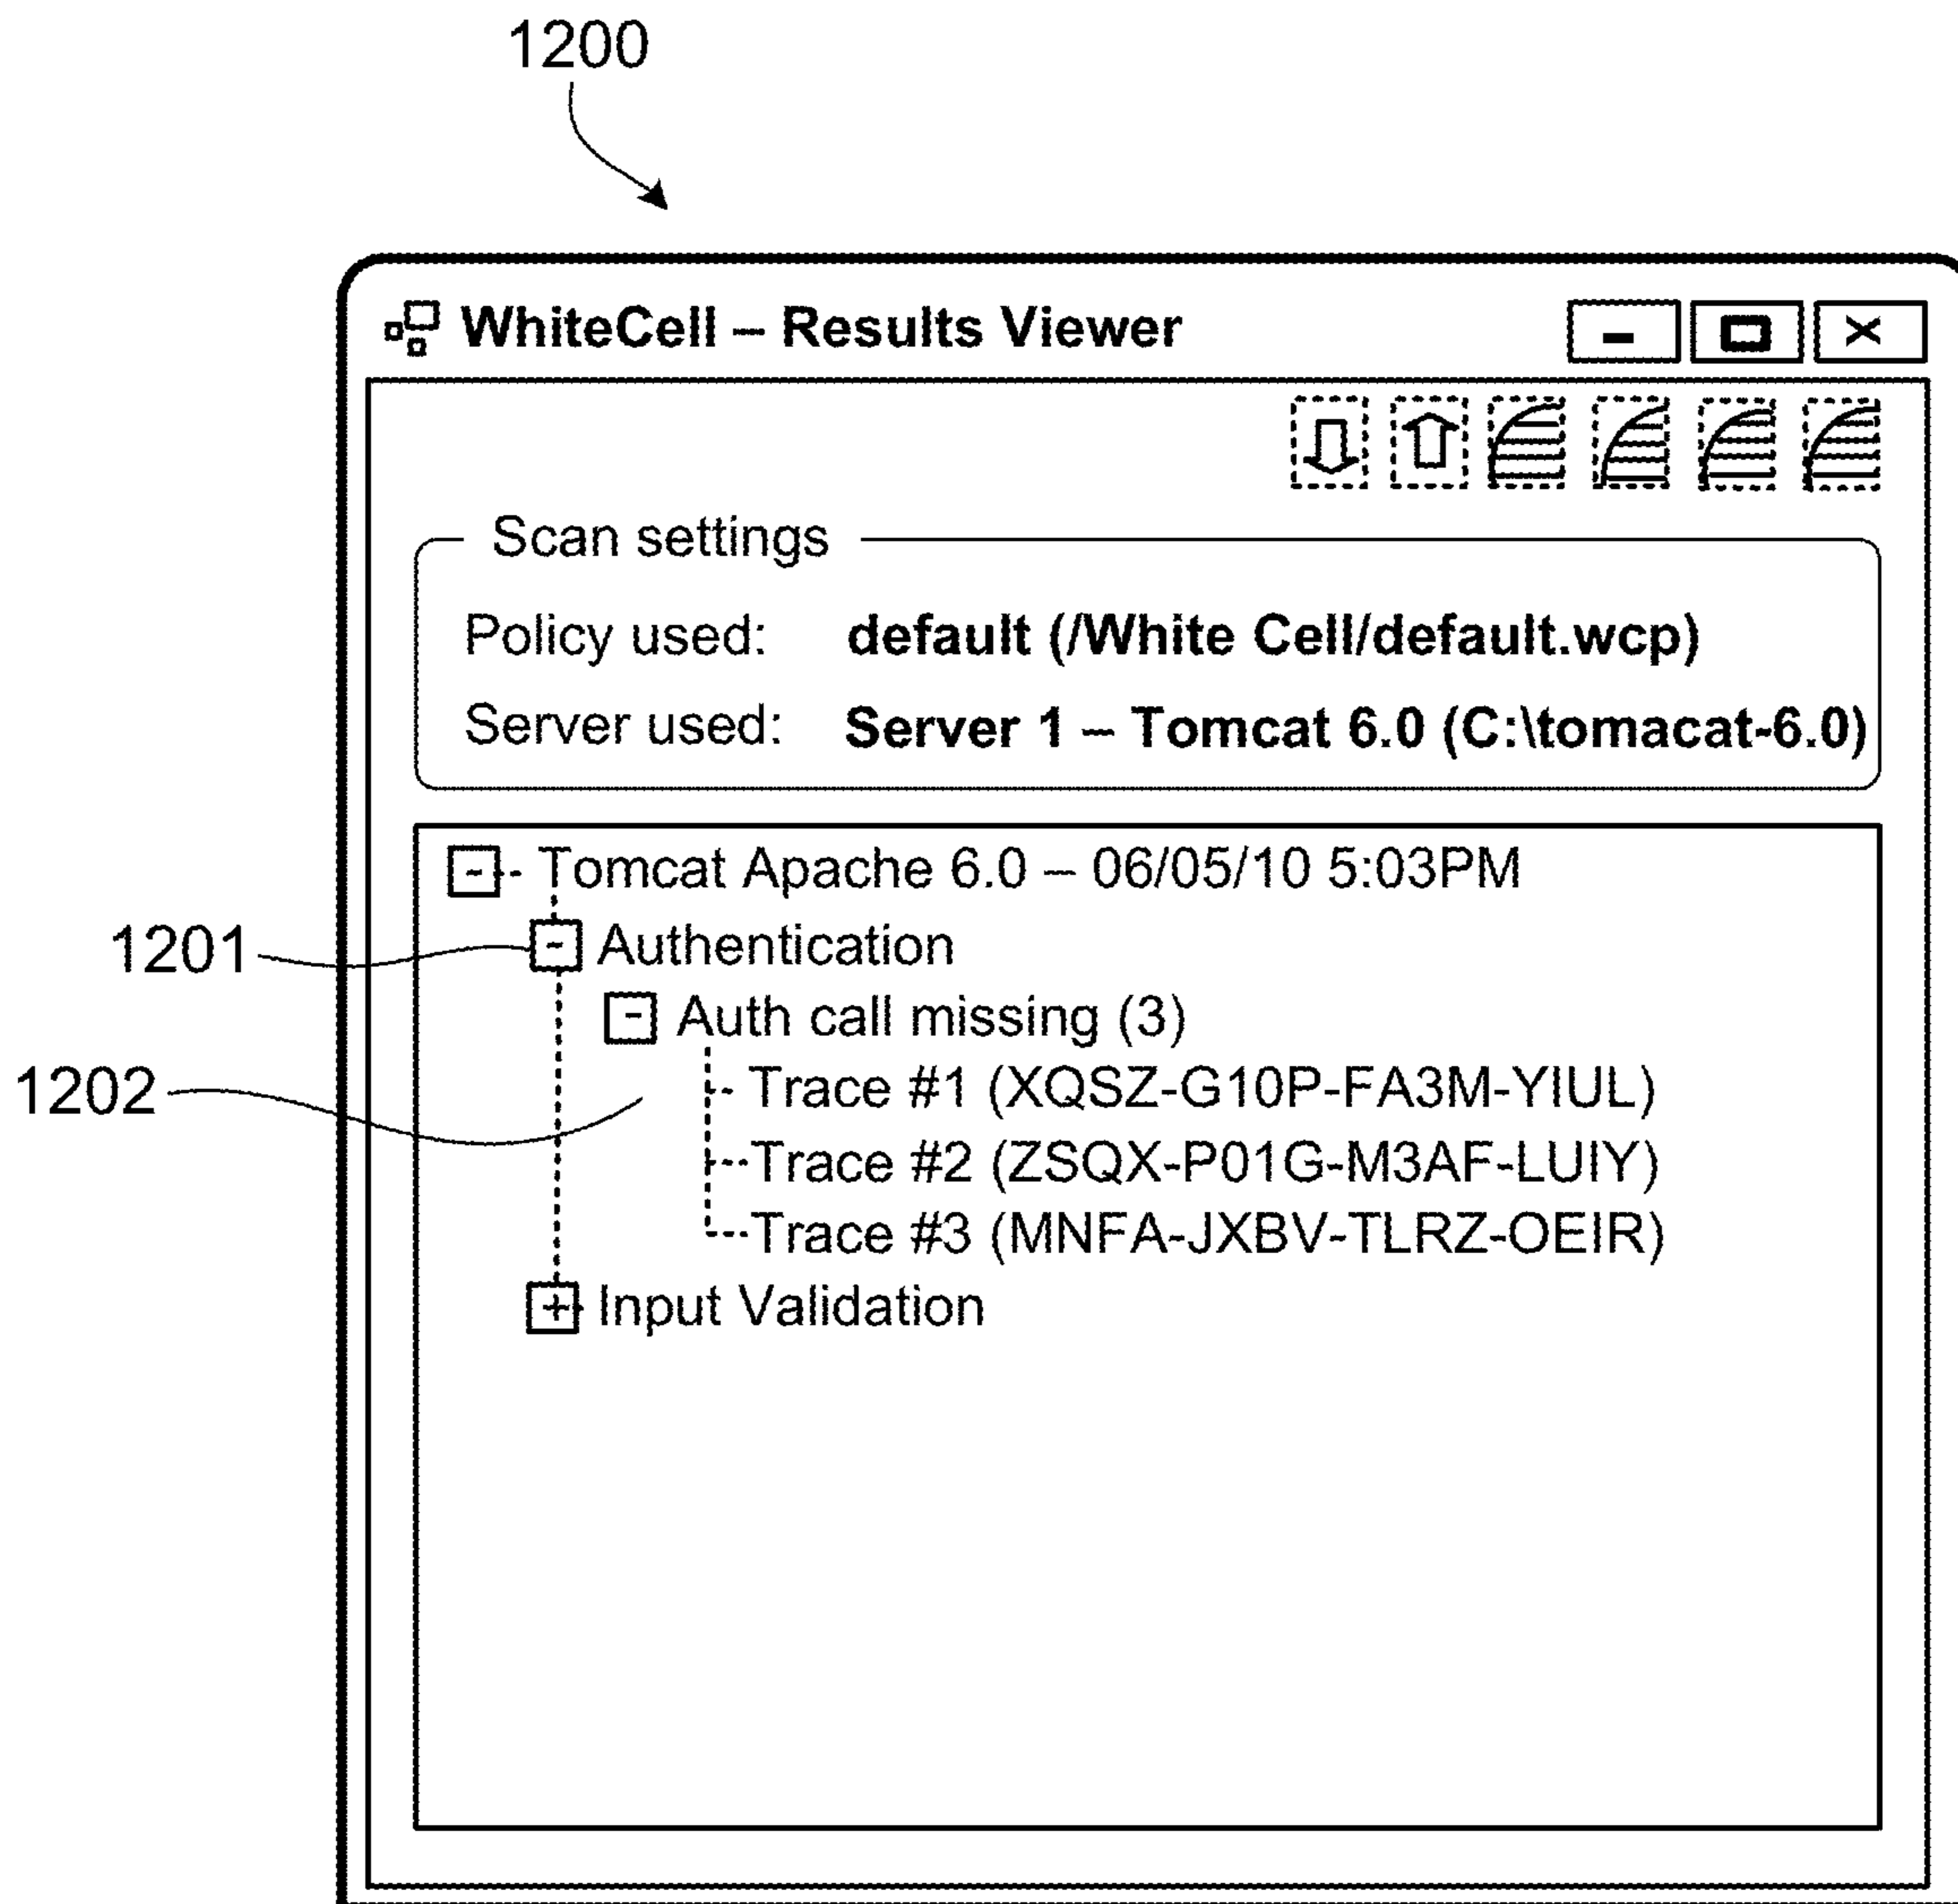 1200
WhiteCell – Results Viewer
Scan settings
Policy used: default (/White Cell/default.wcp)
Server used: Server 1 – Tomcat 6.0 (C:\tomacat-6.0)
Tomcat Apache 6.0 – 06/05/10 5:03PM
1201 Authentication
Auth call missing (3)
1202 Trace #1 (XQSZ-G10P-FA3M-YIUL)
Trace #2 (ZSQX-P01G-M3AF-LUIY)
Trace #3 (MNFA-JXBV-TLRZ-OEIR)
Input Validation